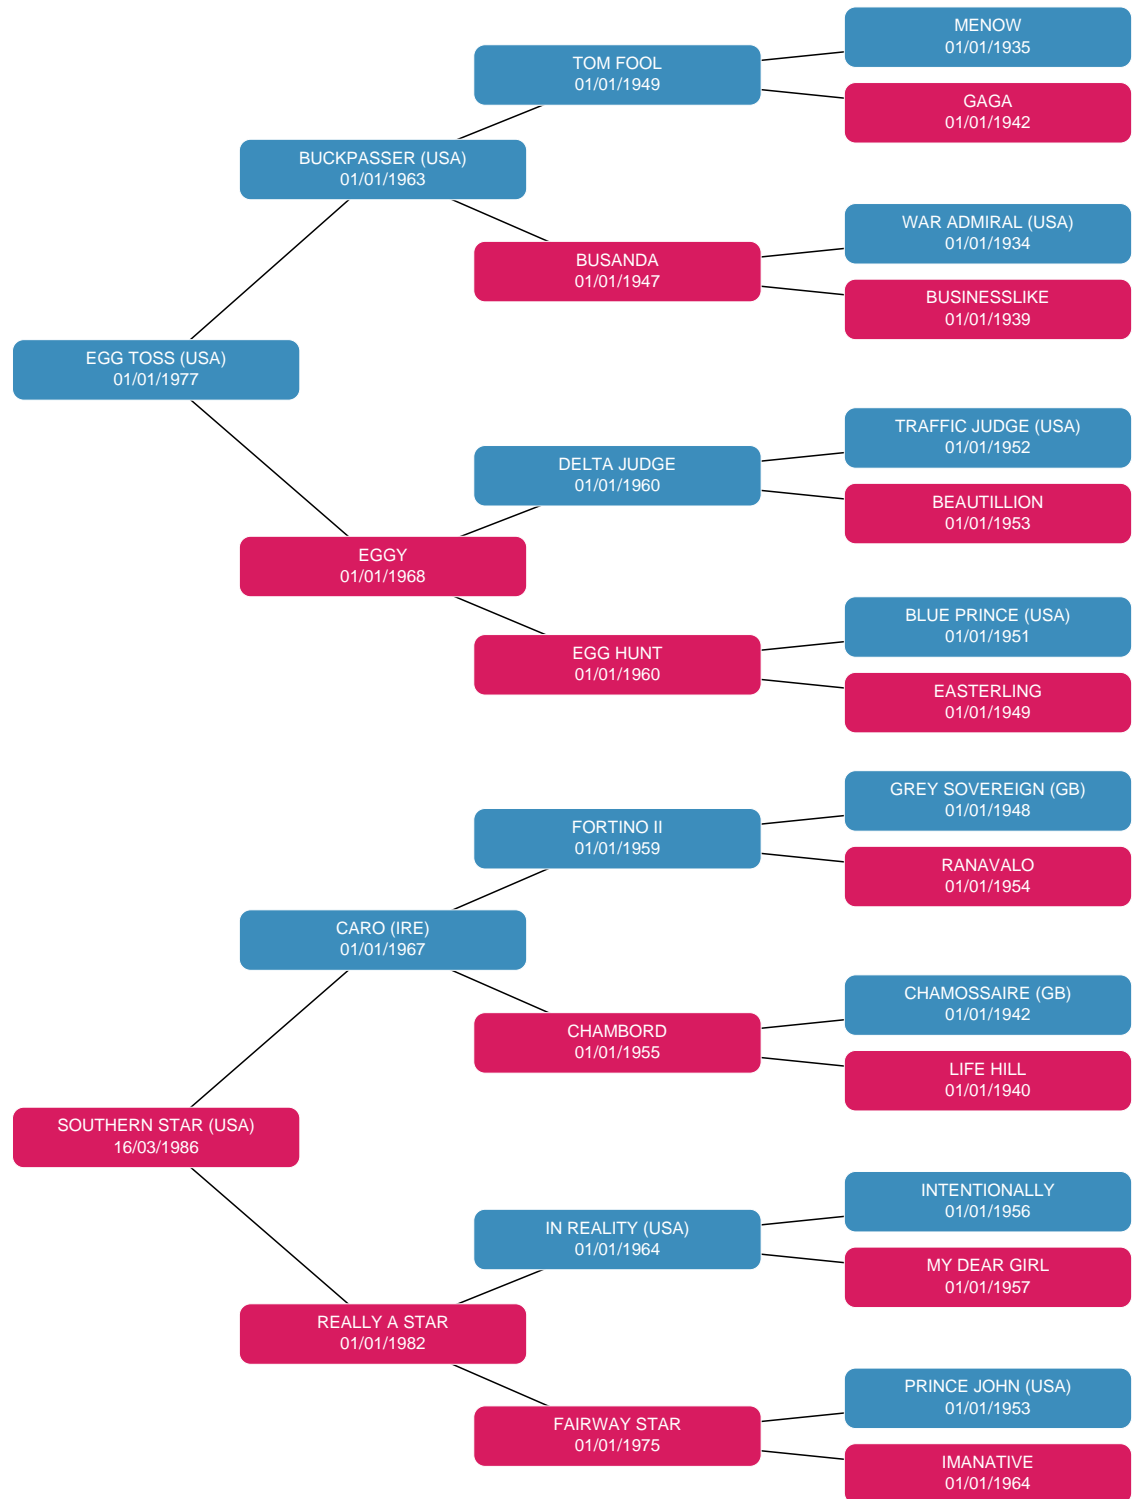 MENOW
01/01/1935
TOM FOOL
01/01/1949
GAGA
01/01/1942
BUCKPASSER (USA)
01/01/1963
WAR ADMIRAL (USA)
01/01/1934
BUSANDA
01/01/1947
BUSINESSLIKE
01/01/1939
EGG TOSS (USA)
01/01/1977
TRAFFIC JUDGE (USA)
01/01/1952
DELTA JUDGE
01/01/1960
BEAUTILLION
01/01/1953
EGGY
01/01/1968
BLUE PRINCE (USA)
01/01/1951
EGG HUNT
01/01/1960
EASTERLING
01/01/1949
GREY SOVEREIGN (GB)
01/01/1948
FORTINO II
01/01/1959
RANAVALO
01/01/1954
CARO (IRE)
01/01/1967
CHAMOSSAIRE (GB)
01/01/1942
CHAMBORD
01/01/1955
LIFE HILL
01/01/1940
SOUTHERN STAR (USA)
16/03/1986
INTENTIONALLY
01/01/1956
IN REALITY (USA)
01/01/1964
MY DEAR GIRL
01/01/1957
REALLY A STAR
01/01/1982
PRINCE JOHN (USA)
01/01/1953
FAIRWAY STAR
01/01/1975
IMANATIVE
01/01/1964